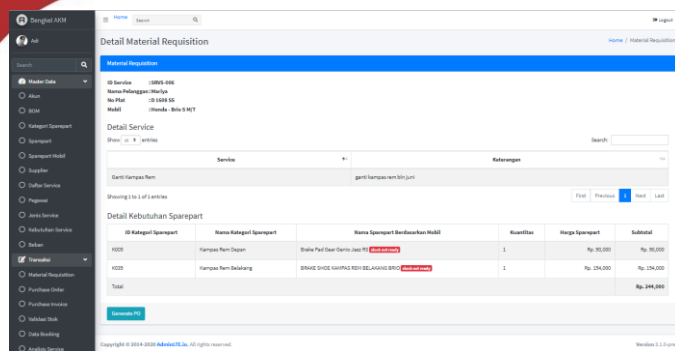 Bengkel AKM
Home
Search
Logout
Adi
Detail Material Requisition
Home / Material Requisition
Search
Material Requisition
Master Data
Akun
BOM
Kategori Sparepart
Sparepart
Sparepart Mobil
Supplier
Daftar Service
Pegawai
Jenis Service
Kebutuhan Service
Beban
Transaksi
Material Requisition
Purchase Order
Purchase Invoice
Validasi Stok
Data Booking
Analisis Service
ID Service :SRVS-006
Nama Pelanggan:Mariya
No Plat :D 1608 SS
Mobil :Honda - Brio S M/T
Detail Service
Show 10 entries
Search:
Service Keterangan
Ganti Kampas Rem ganti kampas rem bln juni
Showing 1 to 1 of 1 entries
First Previous 1 Next Last
Detail Kebutuhan Sparepart
ID Kategori Sparepart Nama Kategori Sparepart Nama Sparepart Berdasarkan Mobil Kuantitas Harga Sparepart Subtotal
Kampas Rem Depan Brake Pad Gear Genio Jazz RS stock not ready 1 Rp. 90,000 Rp. 90,000
K035 Kampas Rem Belakang BRAKE SHOE KAMPAS REM BELAKANG BRIO stock not ready 1 Rp. 154,000 Rp. 154,000
Total Rp. 244,000
Generate PO
Copyright © 2014-2020 AdminLTE.io. All rights reserved.
Version 3.1.0-pre